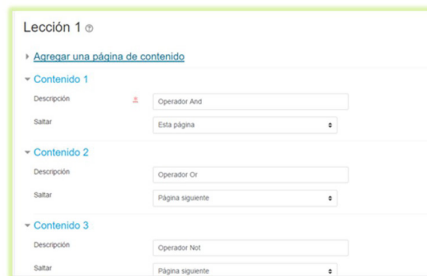 Lección 1
Agregar una página de contenido
Contenido 1
Descripción
Operador And
Saltar
Esta página
Contenido 2
Descripción
Operador Or
Saltar
Página siguiente
Contenido 3
Descripción
Operador Not
Saltar
Página siguiente